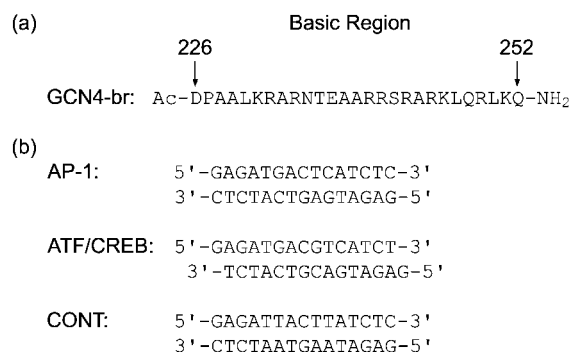 (a)
Basic Region
226 252
GCN4-br: Ac-DPAALKRARNTEAARRSRARKLQRLKQ-NH2
(b)
AP-1: 5'-GAGATGACTCATCTC-3'
3'-CTCTACTGAGTAGAG-5'
ATF/CREB: 5'-GAGATGACGTCATCT-3'
3'-TCTACTGCAGTAGAG-5'
CONT: 5'-GAGATTACTTATCTC-3'
3'-CTCTAATGAATAGAG-5'